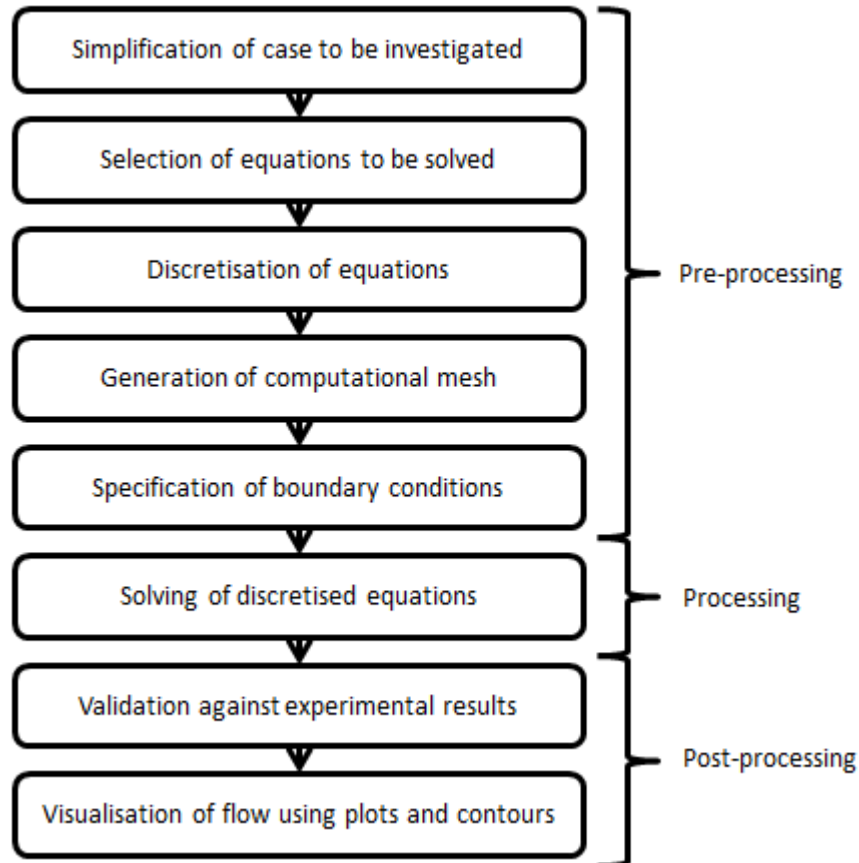 Simplification of case to be investigated
Selection of equations to be solved
Discretisation of equations
Generation of computational mesh
Specification of boundary conditions
Solving of discretised equations
Validation against experimental results
Visualisation of flow using plots and contours
Pre-processing
Processing
Post-processing